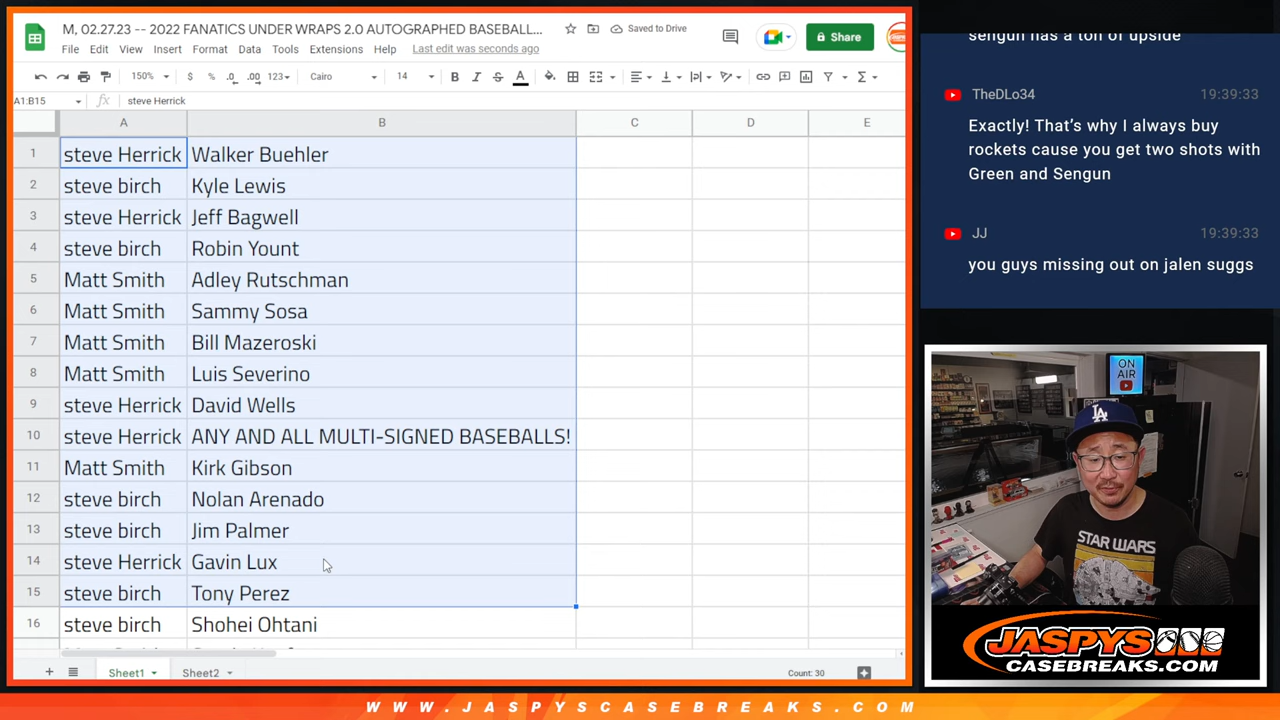 M, 02.27.23 -- 2022 FANATICS UNDER WRAPS 2.0 AUTOGRAPHED BASEBALL...
Saved to Drive
Share
File Edit View Insert Format Data Tools Extensions Help Last edit was seconds ago
150% $ % .0 .00 123 Cairo 14 B I S A
A1:B15 fx steve Herrick
A B C D E
1 steve Herrick Walker Buehler
2 steve birch Kyle Lewis
3 steve Herrick Jeff Bagwell
4 steve birch Robin Yount
5 Matt Smith Adley Rutschman
6 Matt Smith Sammy Sosa
7 Matt Smith Bill Mazeroski
8 Matt Smith Luis Severino
9 steve Herrick David Wells
10 steve Herrick ANY AND ALL MULTI-SIGNED BASEBALLS!
11 Matt Smith Kirk Gibson
12 steve birch Nolan Arenado
13 steve birch Jim Palmer
14 steve Herrick Gavin Lux
15 steve birch Tony Perez
16 steve birch Shohei Ohtani
+ Sheet1 Sheet2 Count: 30
sengun has a ton of upside
TheDLo34 19:39:33
Exactly! That’s why I always buy
rockets cause you get two shots with
Green and Sengun
JJ 19:39:33
you guys missing out on jalen suggs
ON
AIR
LA
STAR WARS
JASPYS
CASEBREAKS.COM
WWW.JASPYSCASEBREAKS.COM